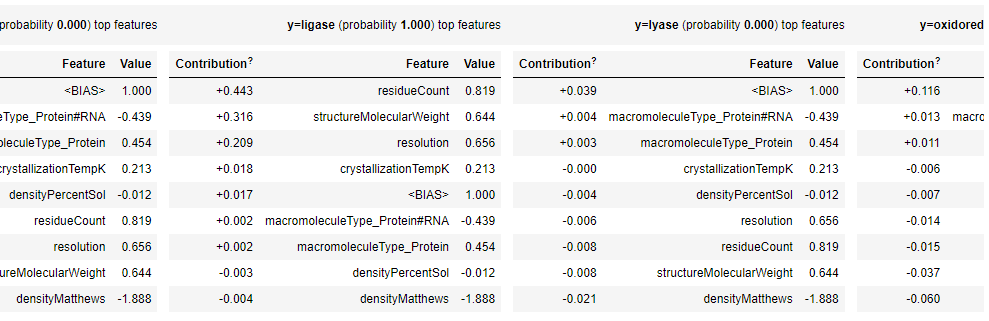 probability 0.000) top features y=ligase (probability 1.000) top features y=lyase (probability 0.000) top features y=oxidored
Feature Value Contribution? Feature Value Contribution? Feature Value Contribution?
<BIAS> 1.000 +0.443 residueCount 0.819 +0.039 <BIAS> 1.000 +0.116
eType_Protein#RNA -0.439 +0.316 structureMolecularWeight 0.644 +0.004 macromoleculeType_Protein#RNA -0.439 +0.013 macro
oleculeType_Protein 0.454 +0.209 resolution 0.656 +0.003 macromoleculeType_Protein 0.454 +0.011
crystallizationTempK 0.213 +0.018 crystallizationTempK 0.213 -0.000 crystallizationTempK 0.213 -0.006
densityPercentSol -0.012 +0.017 <BIAS> 1.000 -0.004 densityPercentSol -0.012 -0.007
residueCount 0.819 +0.002 macromoleculeType_Protein#RNA -0.439 -0.006 resolution 0.656 -0.014
resolution 0.656 +0.002 macromoleculeType_Protein 0.454 -0.008 residueCount 0.819 -0.015
ureMolecularWeight 0.644 -0.003 densityPercentSol -0.012 -0.008 structureMolecularWeight 0.644 -0.037
densityMatthews -1.888 -0.004 densityMatthews -1.888 -0.021 densityMatthews -1.888 -0.060